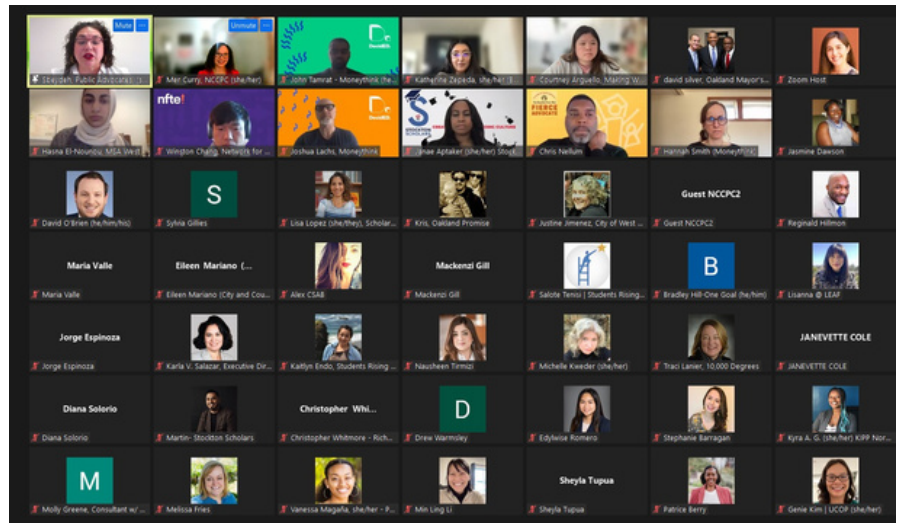 Mute ...
Unmute ...
Sbeydeh, Public Advocates (s...
Mer Curry, NCCPC (she/her)
John Tamrat - Moneythink (he...
Katherine Zepeda, she/her
Courtney Arguello, Making W...
david silver, Oakland Mayor's...
Zoom Host
nfte!
STOCKTON
SCHOLARS
FIERCE
ADVOCATE
Hasna El-Nounou, MSA West
Winston Chang, Network for ...
Joshua Lachs, Moneythink
Aptaker (she/her) Stock...
Chris Nellum
Hannah Smith (Moneythink,
Jasmine Dawson
S
Guest NCCPC2
David O'Brien (he/him/his)
Sylvia Gillies
Lisa Lopez (she/they), Scholar...
Kris, Oakland Promise
Justine Jimenez, City of West ...
Guest NCCPC2
Reginald Hillmon
Maria Valle
Eileen Mariano (...
Mackenzi Gill
B
Maria Valle
Eileen Mariano (City and Cou...
Alex CSAB
Mackenzi Gill
Salote Tenisi | Students Rising...
Bradley Hill-One Goal (he/him)
Lisanna @ LEAF
Jorge Espinoza
JANEVETTE COLE
Jorge Espinoza
Karla V. Salazar, Executive Dir...
Kaitlyn Endo, Students Rising ...
Nausheen Tirmizi
Michelle Kweder (she/her)
Traci Lanier, 10,000 Degrees
JANEVETTE COLE
Diana Solorio
Christopher Whi...
D
Diana Solorio
Martin- Stockton Scholars
Christopher Whitmore - Rich...
Drew Warmsley
Edylwise Romero
Stephanie Barragan
Kyra A. G. (she/her) KIPP Nor...
M
Sheyla Tupua
Molly Greene, Consultant w/ ...
Melissa Fries
Vanessa Magaña, she/her - P...
Min Ling Li
Sheyla Tupua
Patrice Berry
Genie Kim | UCOP (she/her)